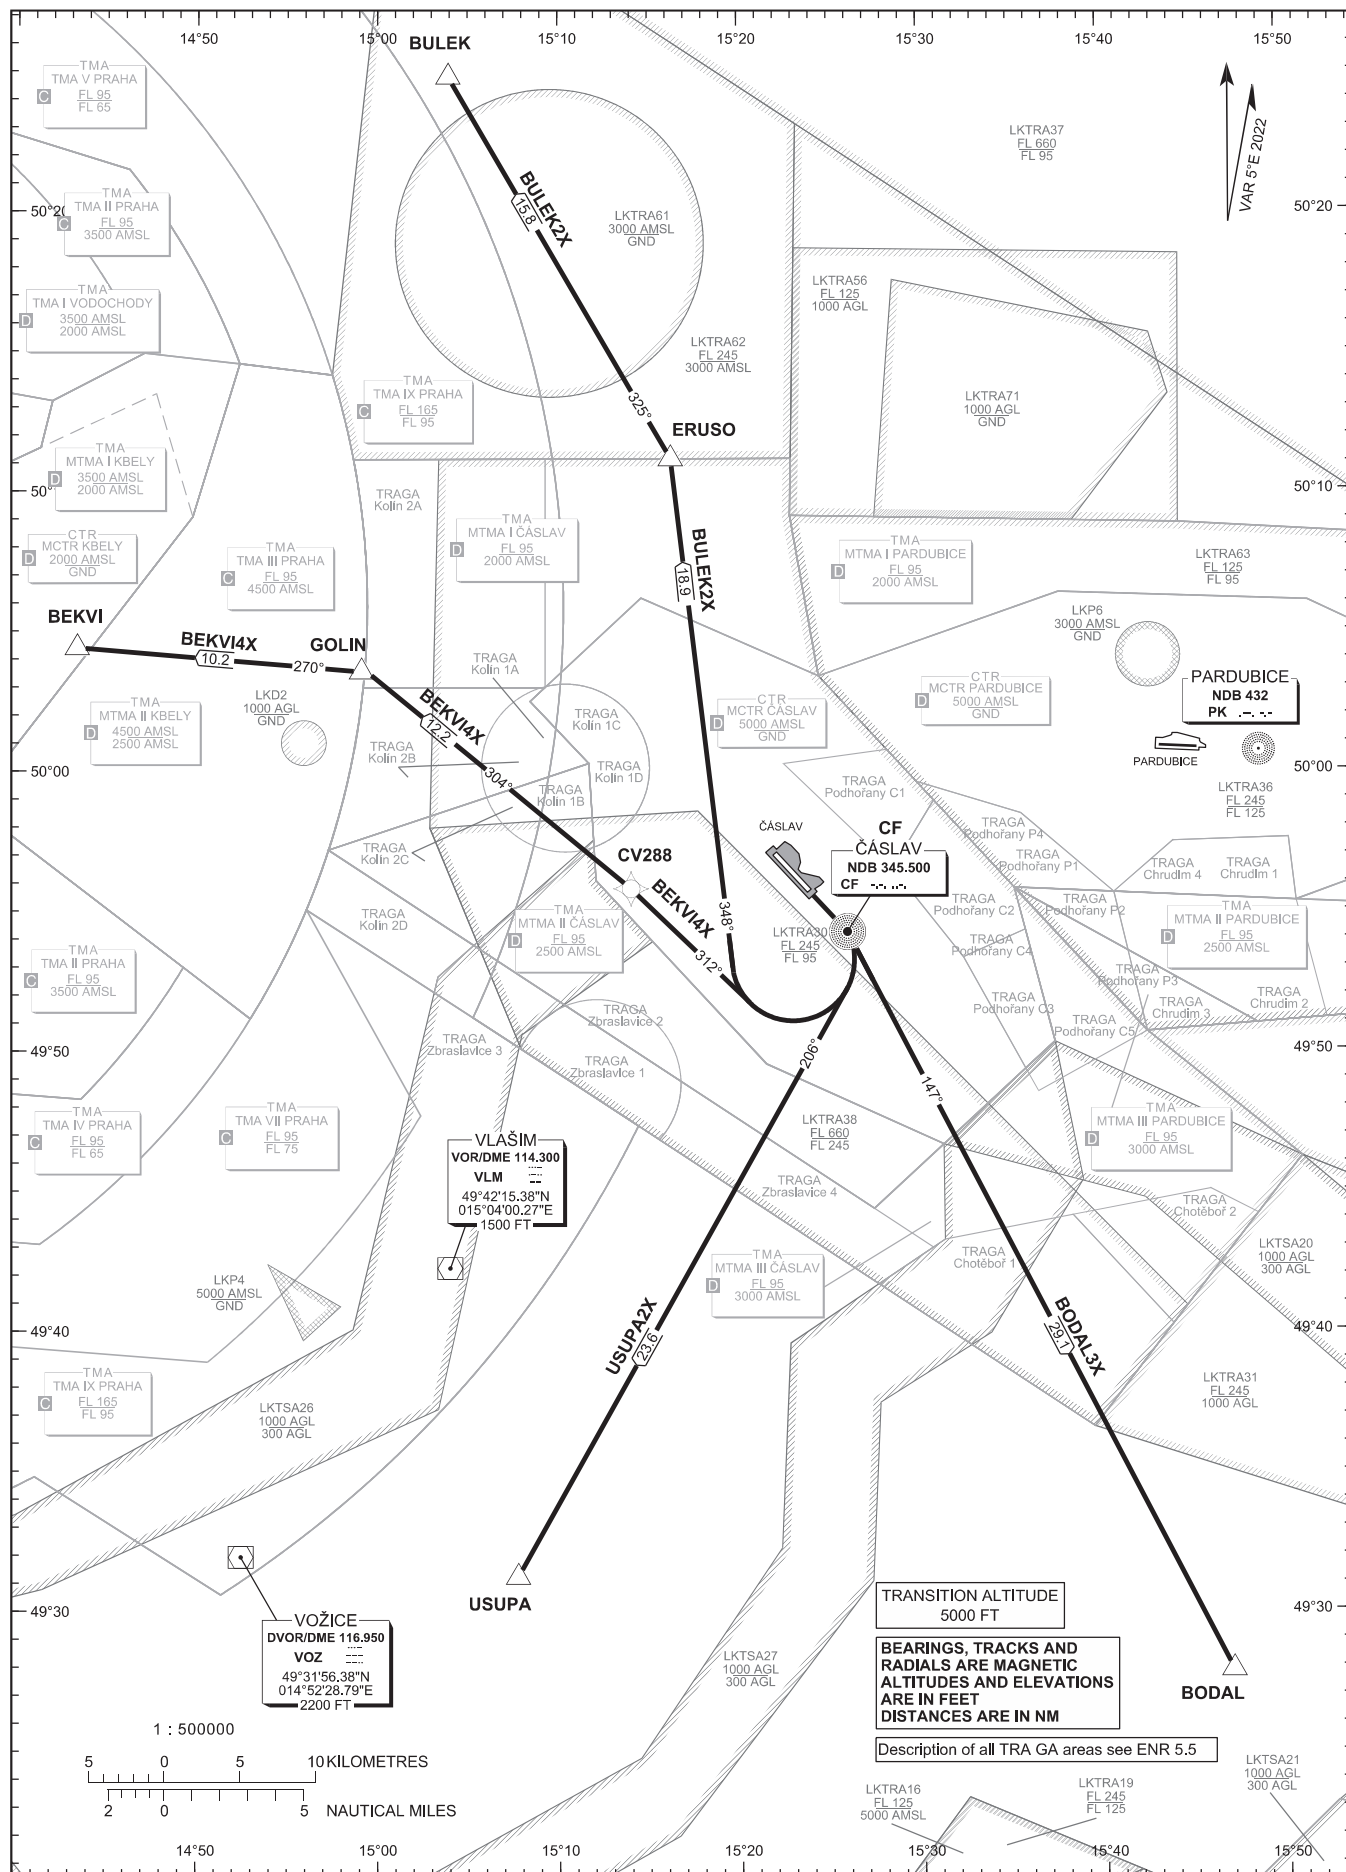 14°50
15°00
15°10
15°20
15°30
15°40
15°50
BULEK
TMA
TMA V PRAHA
C
FL 95
FL 65
LKTRA37
FL 660
FL 95
VAR 5°E 2022
TMA
TMA II PRAHA
C
FL 95
3500 AMSL
50°20
50°20
BULEK2X
15.8
LKTRA61
3000 AMSL
GND
TMA
TMA I VODOCHODY
D
3500 AMSL
2000 AMSL
LKTRA56
FL 125
1000 AGL
LKTRA62
FL 245
3000 AMSL
TMA
TMA IX PRAHA
C
FL 165
FL 95
325°
LKTRA71
1000 AGL
GND
ERUSO
TMA
MTMA I KBELY
D
3500 AMSL
2000 AMSL
50°
50°10
TRAGA
Kolín 2A
TMA
MTMA I ČÁSLAV
D
FL 95
2000 AMSL
CTR
MCTR KBELY
D
2000 AMSL
GND
TMA
TMA III PRAHA
C
FL 95
4500 AMSL
BULEK2X
18.9
TMA
MTMA I PARDUBICE
D
FL 95
2000 AMSL
LKTRA63
FL 125
FL 95
BEKVI
BEKVI4X
10.2
270°
GOLIN
LKP6
3000 AMSL
GND
TRAGA
Kolín 1A
PARDUBICE
NDB 432
PK .--. -.-
PARDUBICE
CTR
MCTR PARDUBICE
D
5000 AMSL
GND
CTR
MCTR ČÁSLAV
D
5000 AMSL
GND
LKD2
1000 AGL
GND
TMA
MTMA II KBELY
D
4500 AMSL
2500 AMSL
BEKVI4X
12.2
304°
TRAGA
Kolín 1C
TRAGA
Kolín 2B
TRAGA
Kolín 1D
TRAGA
Kolín 1B
50°00
50°00
TRAGA
Podhořany C1
LKTRA36
FL 245
FL 125
TRAGA
Podhořany P4
TRAGA
Podhořany P1
TRAGA
Chrudim 4
TRAGA
Chrudim 1
ČÁSLAV
CF
ČÁSLAV
NDB 345.500
CF -.-. ..-.
TRAGA
Kolín 2C
CV288
BEKVI4X
312°
348°
TRAGA
Kolín 2D
TMA
MTMA II ČÁSLAV
D
FL 95
2500 AMSL
LKTRA30
FL 245
FL 95
TRAGA
Podhořany C2
TRAGA
Podhořany P2
TMA
MTMA II PARDUBICE
D
FL 95
2500 AMSL
TRAGA
Podhořany C4
TRAGA
Podhořany P3
TMA
TMA II PRAHA
C
FL 95
3500 AMSL
TRAGA
Podhořany C3
TRAGA
Chrudim 3
TRAGA
Chrudim 2
TRAGA
Podhořany C5
TRAGA
Zbraslavice 2
TRAGA
Zbraslavice 3
TRAGA
Zbraslavice 1
49°50
49°50
206°
147°
TMA
TMA IV PRAHA
C
FL 95
FL 65
TMA
TMA VII PRAHA
C
FL 95
FL 75
LKTRA38
FL 660
FL 245
TMA
MTMA III PARDUBICE
D
FL 95
3000 AMSL
VLAŠIM
VOR/DME 114.300
VLM
49°42'15.38"N
015°04'00.27"E
1500 FT
TRAGA
Zbraslavice 4
TRAGA
Chotěboř 2
TRAGA
Chotěboř 1
LKTSA20
1000 AGL
300 AGL
TMA
MTMA III ČÁSLAV
D
FL 95
3000 AMSL
LKP4
5000 AMSL
GND
49°40
49°40
USUPA2X
23.6
BODAL3X
29.1
TMA
TMA IX PRAHA
C
FL 165
FL 95
LKTSA26
1000 AGL
300 AGL
LKTRA31
FL 245
1000 AGL
USUPA
49°30
49°30
VOŽICE
DVOR/DME 116.950
VOZ
49°31'56.38"N
014°52'28.79"E
2200 FT
TRANSITION ALTITUDE
5000 FT
BEARINGS, TRACKS AND
RADIALS ARE MAGNETIC
ALTITUDES AND ELEVATIONS
ARE IN FEET
DISTANCES ARE IN NM
LKTSA27
1000 AGL
300 AGL
BODAL
Description of all TRA GA areas see ENR 5.5
1 : 500000
5 0 5 10 KILOMETRES
2 0 5 NAUTICAL MILES
LKTRA16
FL 125
5000 AMSL
LKTRA19
FL 245
FL 125
LKTSA21
1000 AGL
300 AGL
14°50
15°00
15°10
15°20
15°30
15°40
15°50